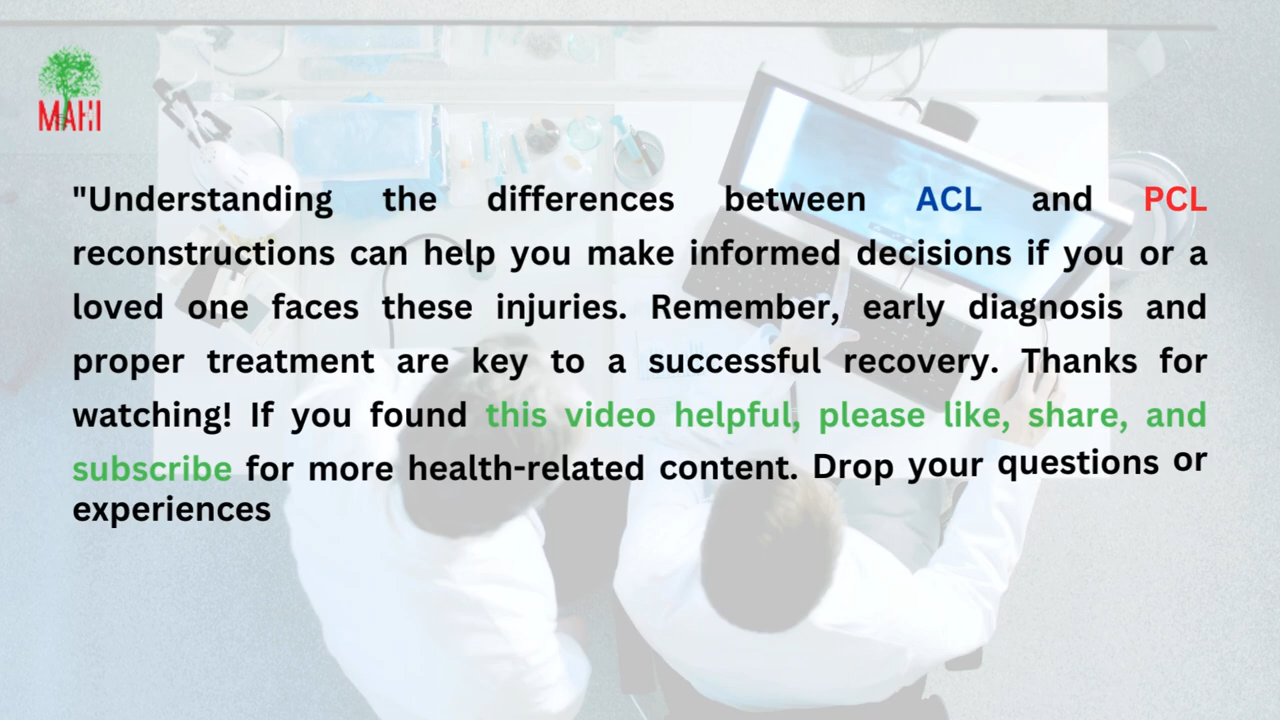 MAHI
"Understanding the differences between ACL and PCL
reconstructions can help you make informed decisions if you or a
loved one faces these injuries. Remember, early diagnosis and
proper treatment are key to a successful recovery. Thanks for
watching! If you found this video helpful, please like, share, and
subscribe for more health-related content. Drop your questions or
experiences